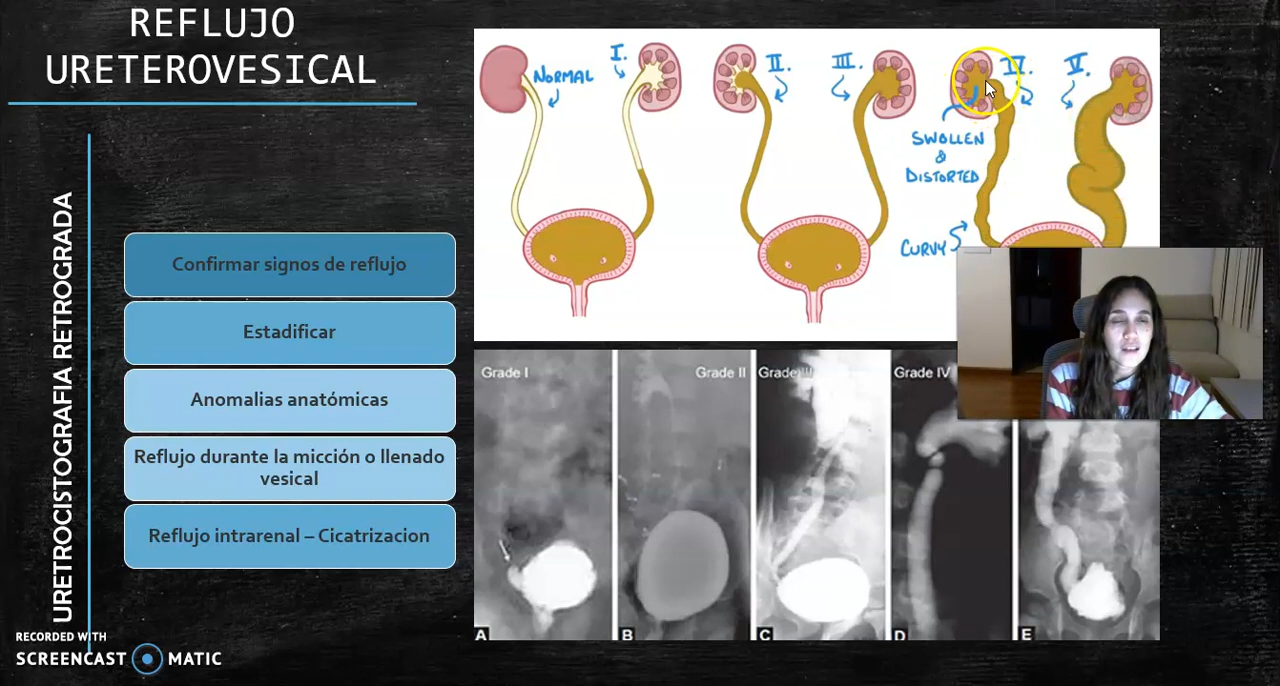 REFLUJO
URETEROVESICAL
URETROCISTOGRAFIA RETROGRADA
Confirmar signos de reflujo
Estadificar
Anomalias anatómicas
Reflujo durante la micción o llenado
vesical
Reflujo intrarenal – Cicatrizacion
NORMAL
I.
II.
III.
IV.
V.
SWOLLEN
&
DISTORTED
CURVY
Grade I
Grade II
Grade III
Grade IV
A
B
C
D
E
RECORDED WITH
SCREENCAST MATIC